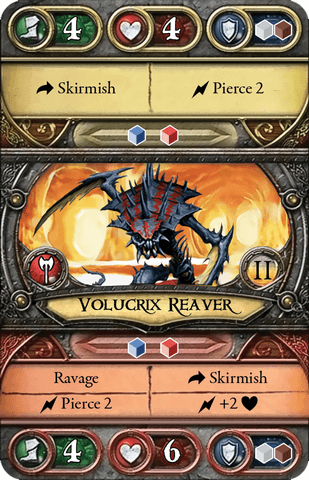 4 4
Skirmish Pierce 2
II
VOLUCRIX REAVER
Ravage Skirmish
Pierce 2 +2
4 6